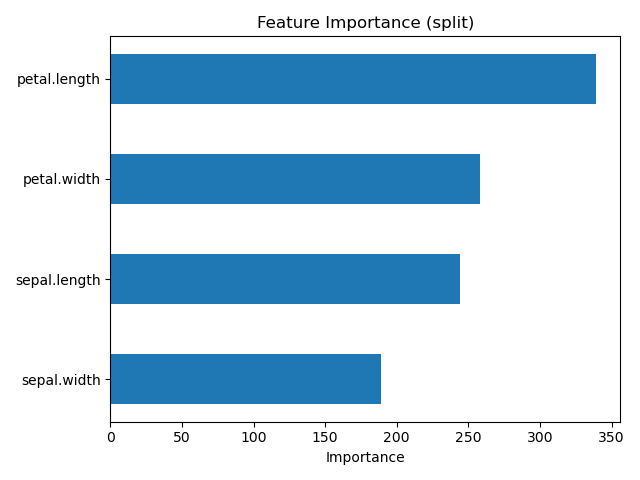 Feature Importance (split)
petal.length
petal.width
sepal.length
sepal.width
0 50 100 150 200 250 300 350
Importance